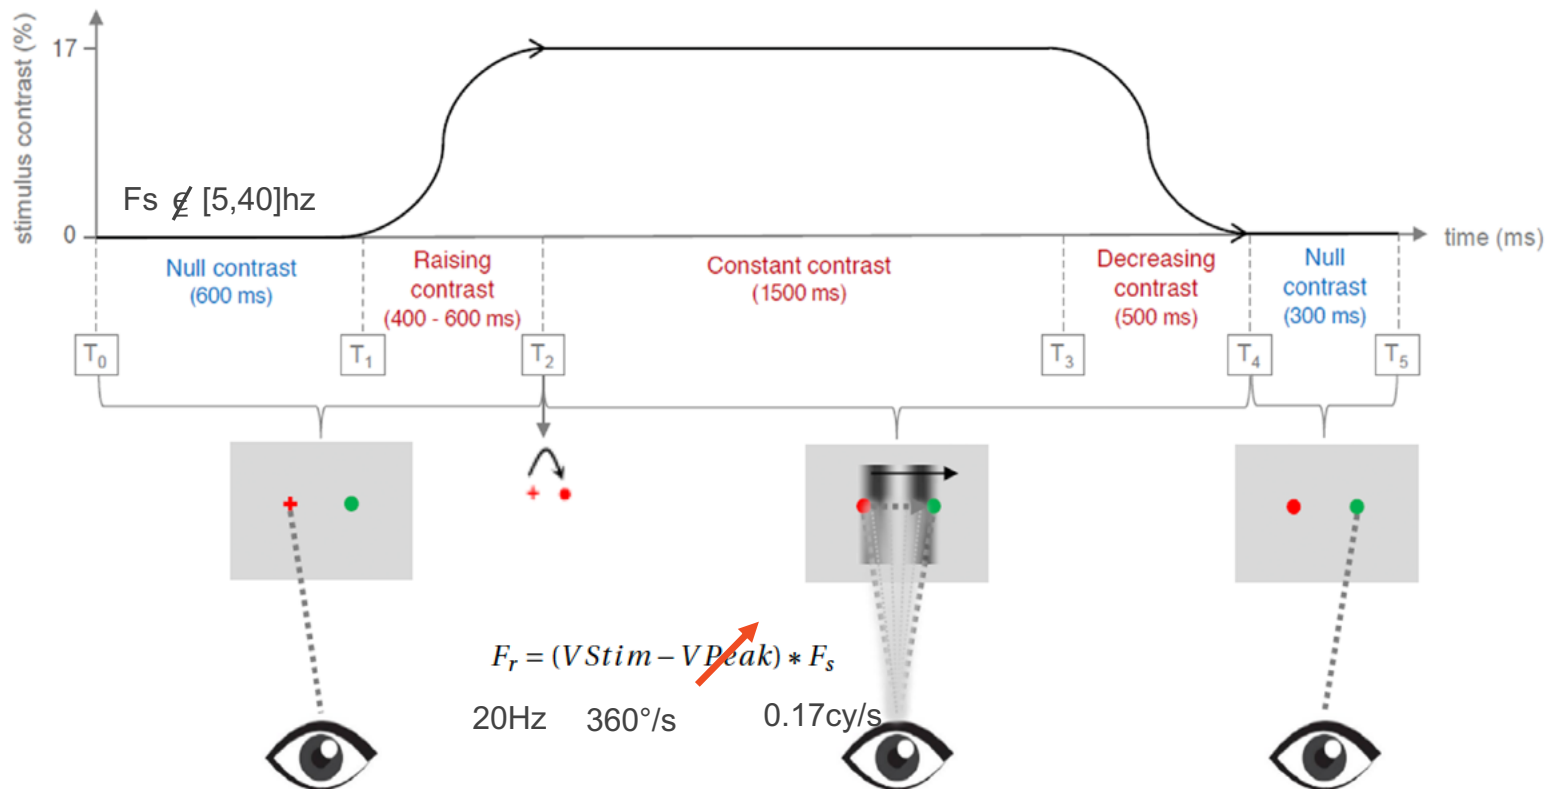 stimulus contrast (%)
17
0
Fs ∉ [5,40]hz
time (ms)
Null contrast
(600 ms)
Raising
contrast
(400 - 600 ms)
Constant contrast
(1500 ms)
Decreasing
contrast
(500 ms)
Null
contrast
(300 ms)
T₀
T₁
T₂
T₃
T₄
T₅
Fᵣ = (VStim – VPeak) * Fₛ
20Hz 360°/s 0.17cy/s